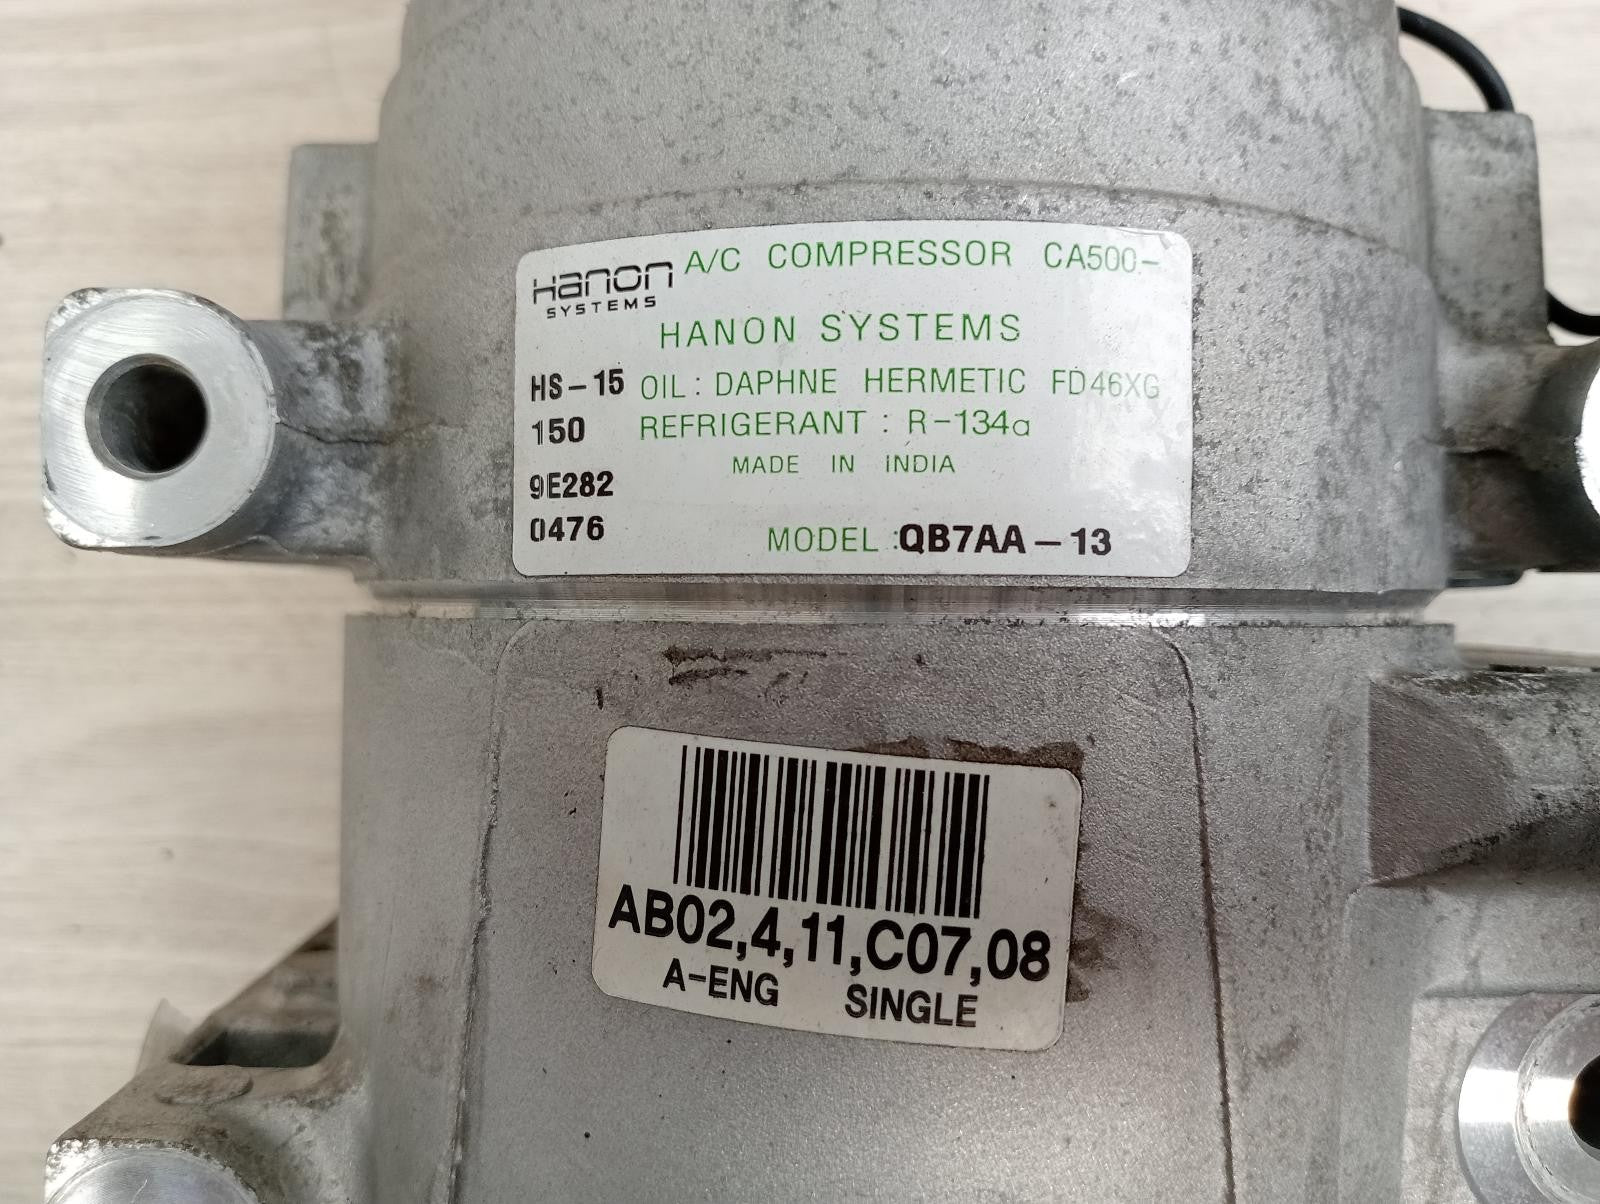 Hanon A/C COMPRESSOR CA500-
SYSTEMS
HANON SYSTEMS
HS-15 OIL : DAPHNE HERMETIC FD46XG
150 REFRIGERANT : R-134a
MADE IN INDIA
9E282
0476 MODEL : QB7AA-13
AB02,4,11,C07,08
A-ENG SINGLE